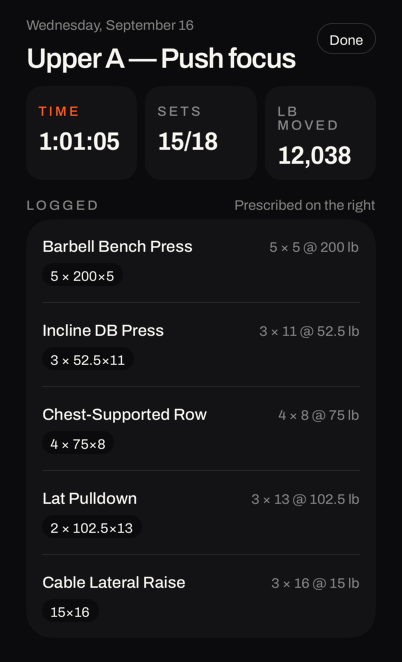 Wednesday, September 16
Upper A — Push focus
Done
TIME
1:01:05
SETS
15/18
LB
MOVED
12,038
LOGGED
Prescribed on the right
Barbell Bench Press
5 × 5 @ 200 lb
5 × 200×5
Incline DB Press
3 × 11 @ 52.5 lb
3 × 52.5×11
Chest-Supported Row
4 × 8 @ 75 lb
4 × 75×8
Lat Pulldown
3 × 13 @ 102.5 lb
2 × 102.5×13
Cable Lateral Raise
3 × 16 @ 15 lb
15×16